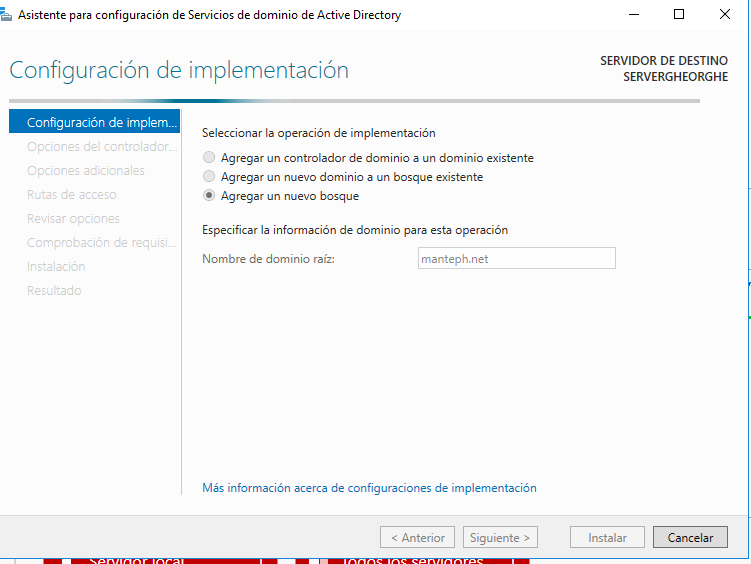 Asistente para configuración de Servicios de dominio de Active Directory
Configuración de implementación
SERVIDOR DE DESTINO
SERVERGHEORGHE
Configuración de implem...
Opciones del controlador...
Opciones adicionales
Rutas de acceso
Revisar opciones
Comprobación de requisi...
Instalación
Resultado
Seleccionar la operación de implementación
Agregar un controlador de dominio a un dominio existente
Agregar un nuevo dominio a un bosque existente
Agregar un nuevo bosque
Especificar la información de dominio para esta operación
Nombre de dominio raíz: manteph.net
Más información acerca de configuraciones de implementación
< Anterior Siguiente > Instalar Cancelar
Servidor local Todos los servidores